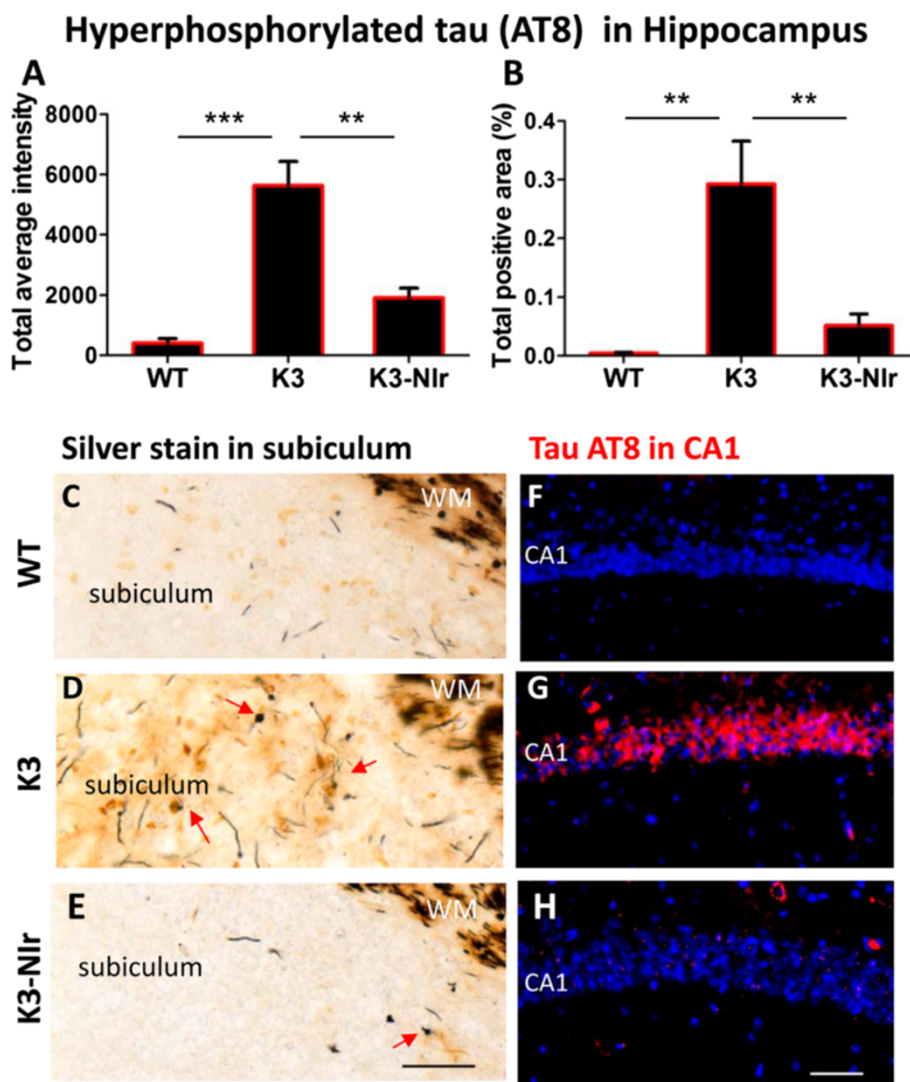 Hyperphosphorylated tau (AT8) in Hippocampus
A
Total average intensity
8000
6000
4000
2000
0
***
**
WT
K3
K3-NIr
B
Total positive area (%)
0.4
0.3
0.2
0.1
0.0
**
**
WT
K3
K3-NIr
Silver stain in subiculum
Tau AT8 in CA1
WT
C
WM
subiculum
F
CA1
K3
D
WM
subiculum
G
CA1
K3-NIr
E
WM
subiculum
H
CA1